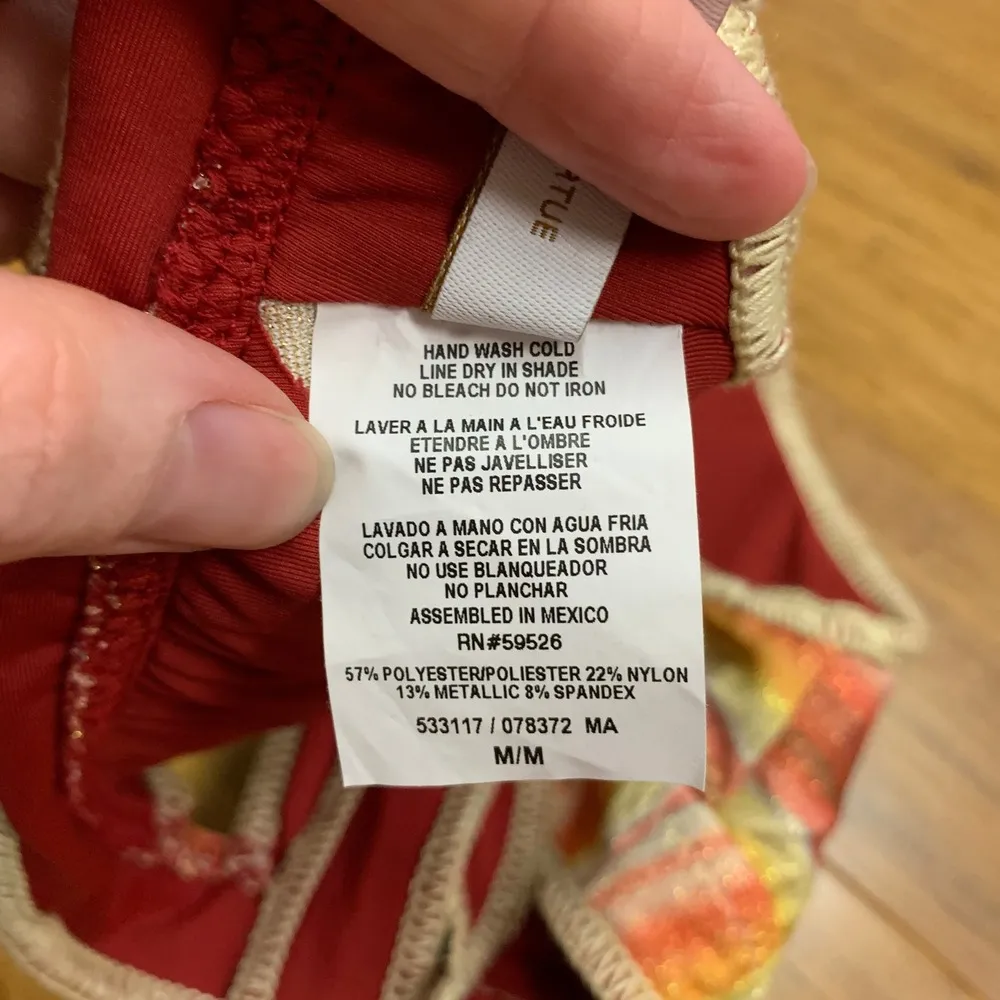 ATUE
HAND WASH COLD
LINE DRY IN SHADE
NO BLEACH DO NOT IRON
LAVER A LA MAIN A L'EAU FROIDE
ETENDRE A L'OMBRE
NE PAS JAVELLISER
NE PAS REPASSER
LAVADO A MANO CON AGUA FRIA
COLGAR A SECAR EN LA SOMBRA
NO USE BLANQUEADOR
NO PLANCHAR
ASSEMBLED IN MEXICO
RN#59526
57% POLYESTER/POLIESTER 22% NYLON
13% METALLIC 8% SPANDEX
533117 / 078372 MA
M/M